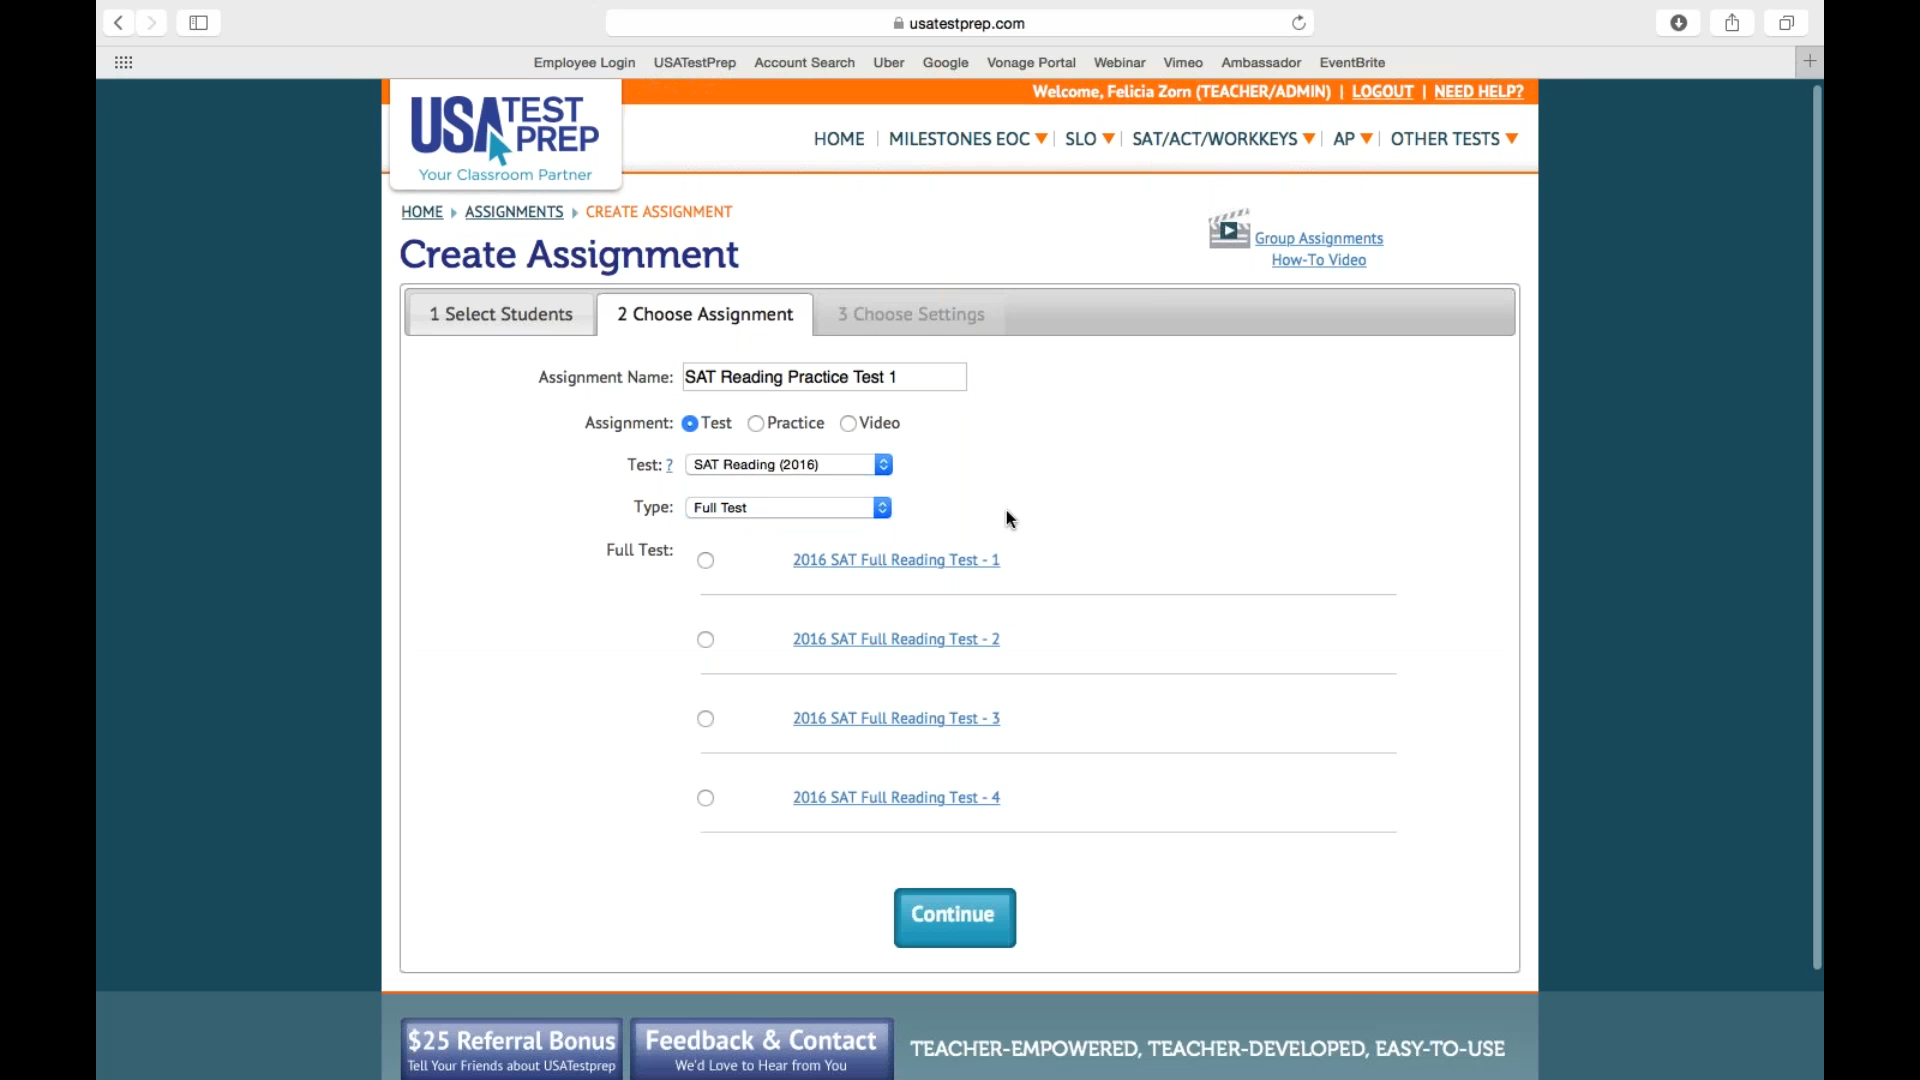 usatestprep.com
Employee Login USATestPrep Account Search Uber Google Vonage Portal Webinar Vimeo Ambassador EventBrite
Welcome, Felicia Zorn (TEACHER/ADMIN) | LOGOUT | NEED HELP?
USA TEST PREP
Your Classroom Partner
HOME MILESTONES EOC SLO SAT/ACT/WORKKEYS AP OTHER TESTS
HOME ASSIGNMENTS CREATE ASSIGNMENT
Create Assignment
Group Assignments
How-To Video
1 Select Students 2 Choose Assignment 3 Choose Settings
Assignment Name: SAT Reading Practice Test 1
Assignment: Test Practice Video
Test: ? SAT Reading (2016)
Type: Full Test
Full Test: 2016 SAT Full Reading Test - 1
2016 SAT Full Reading Test - 2
2016 SAT Full Reading Test - 3
2016 SAT Full Reading Test - 4
Continue
$25 Referral Bonus
Tell Your Friends about USATestprep
Feedback & Contact
We'd Love to Hear from You
TEACHER-EMPOWERED, TEACHER-DEVELOPED, EASY-TO-USE